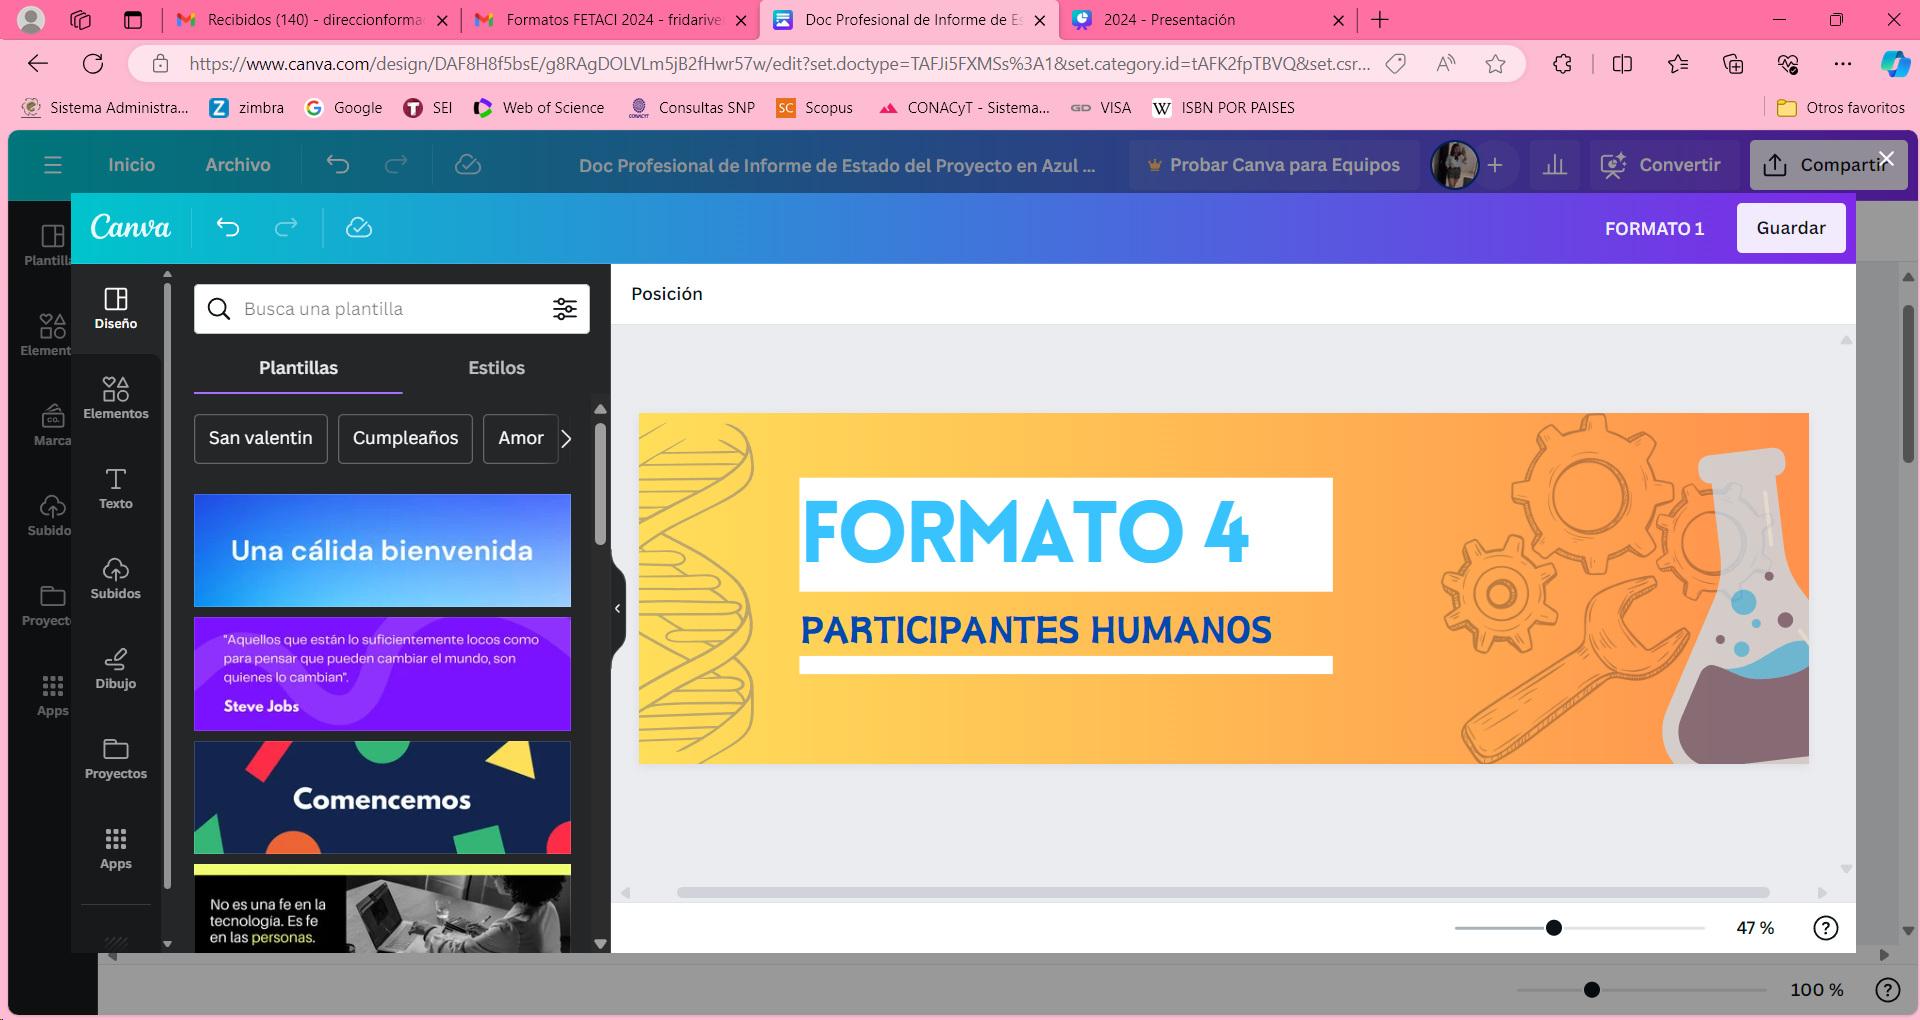 Recibidos (140) - direccionforma
Formatos FETACI 2024 - fridarive
Doc Profesional de Informe de Es
2024 - Presentación
https://www.canva.com/design/DAF8H8f5bsE/g8RAgDOLVLm5jB2fHwr57w/edit?set.doctype=TAFJi5FXMSs%3A1&set.category.id=tAFK2fpTBVQ&set.csr...
Sistema Administra...
zimbra
Google
SEI
Web of Science
Consultas SNP
Scopus
CONACyT - Sistema...
VISA
ISBN POR PAISES
Otros favoritos
Inicio
Archivo
Doc Profesional de Informe de Estado del Proyecto en Azul ...
Probar Canva para Equipos
Convertir
Compartir
Canva
FORMATO 1
Guardar
Plantilla
Element
Marca
Subido
Proyect
Apps
Diseño
Elementos
Texto
Subidos
Dibujo
Proyectos
Apps
Busca una plantilla
Plantillas
Estilos
San valentin
Cumpleaños
Amor
Una cálida bienvenida
"Aquellos que están lo suficientemente locos como
para pensar que pueden cambiar el mundo, son
quienes lo cambian".
Steve Jobs
Comencemos
No es una fe en la
tecnología. Es fe
en las personas.
Posición
FORMATO 4
PARTICIPANTES HUMANOS
47 %
100 %